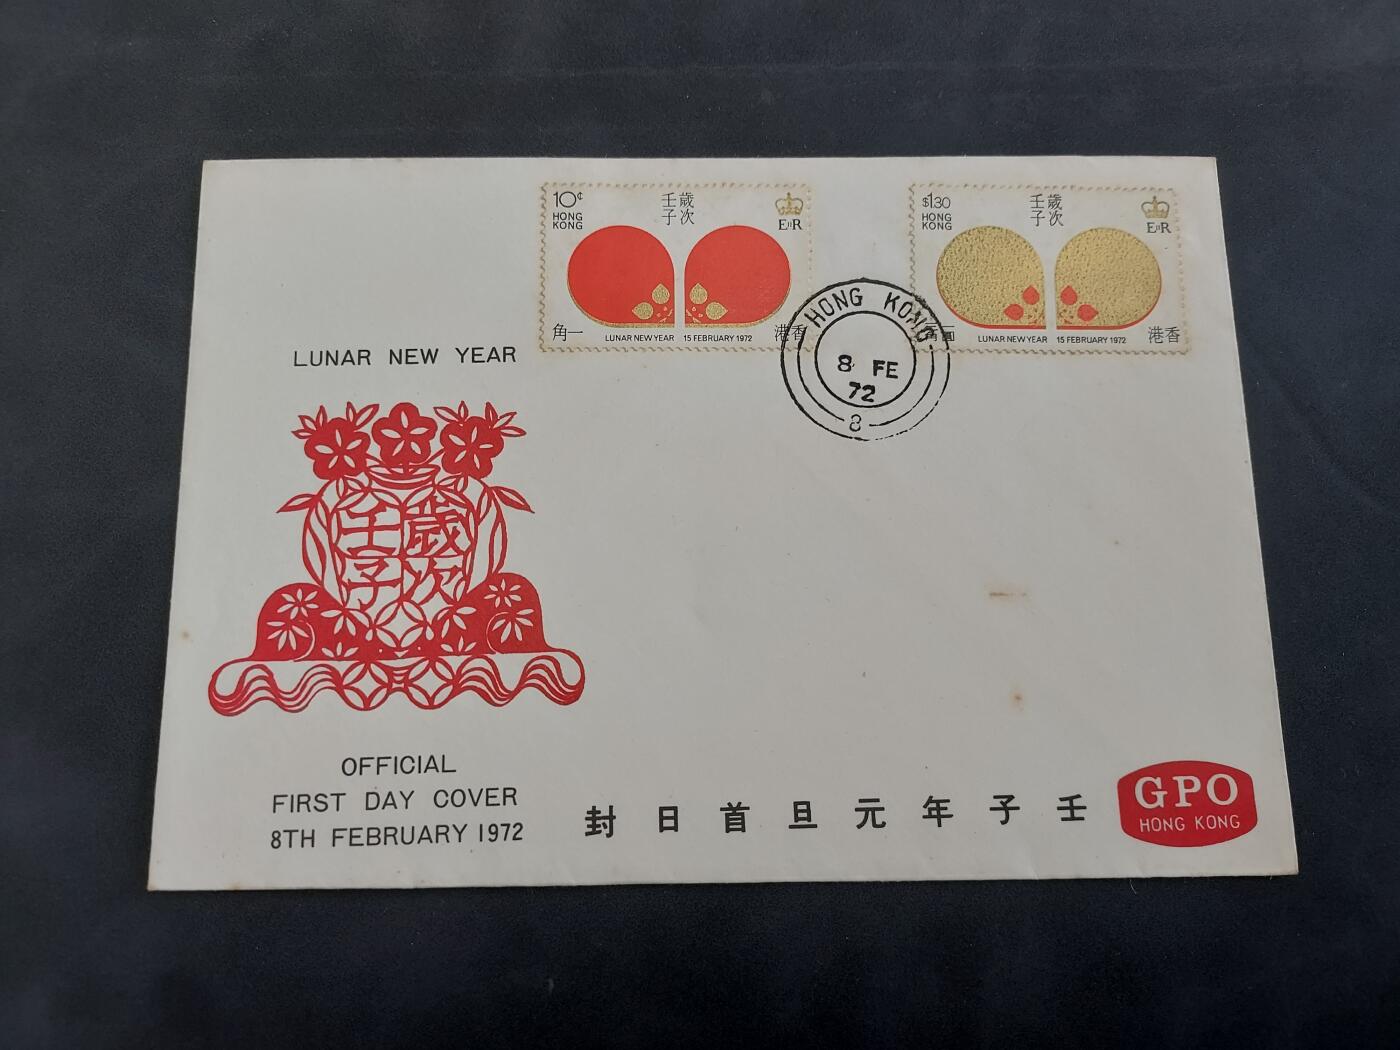 10¢
HONG
KONG
歲次
壬子
E II R
角一
LUNAR NEW YEAR 15 FEBRUARY 1972
港香
$1.30
HONG
KONG
歲次
壬子
E II R
LUNAR NEW YEAR 15 FEBRUARY 1972
港香
HONG KONG
8 FE
72
8
LUNAR NEW YEAR
歲次
壬子
OFFICIAL
FIRST DAY COVER
8TH FEBRUARY 1972
封日首旦元年子壬
GPO
HONG KONG